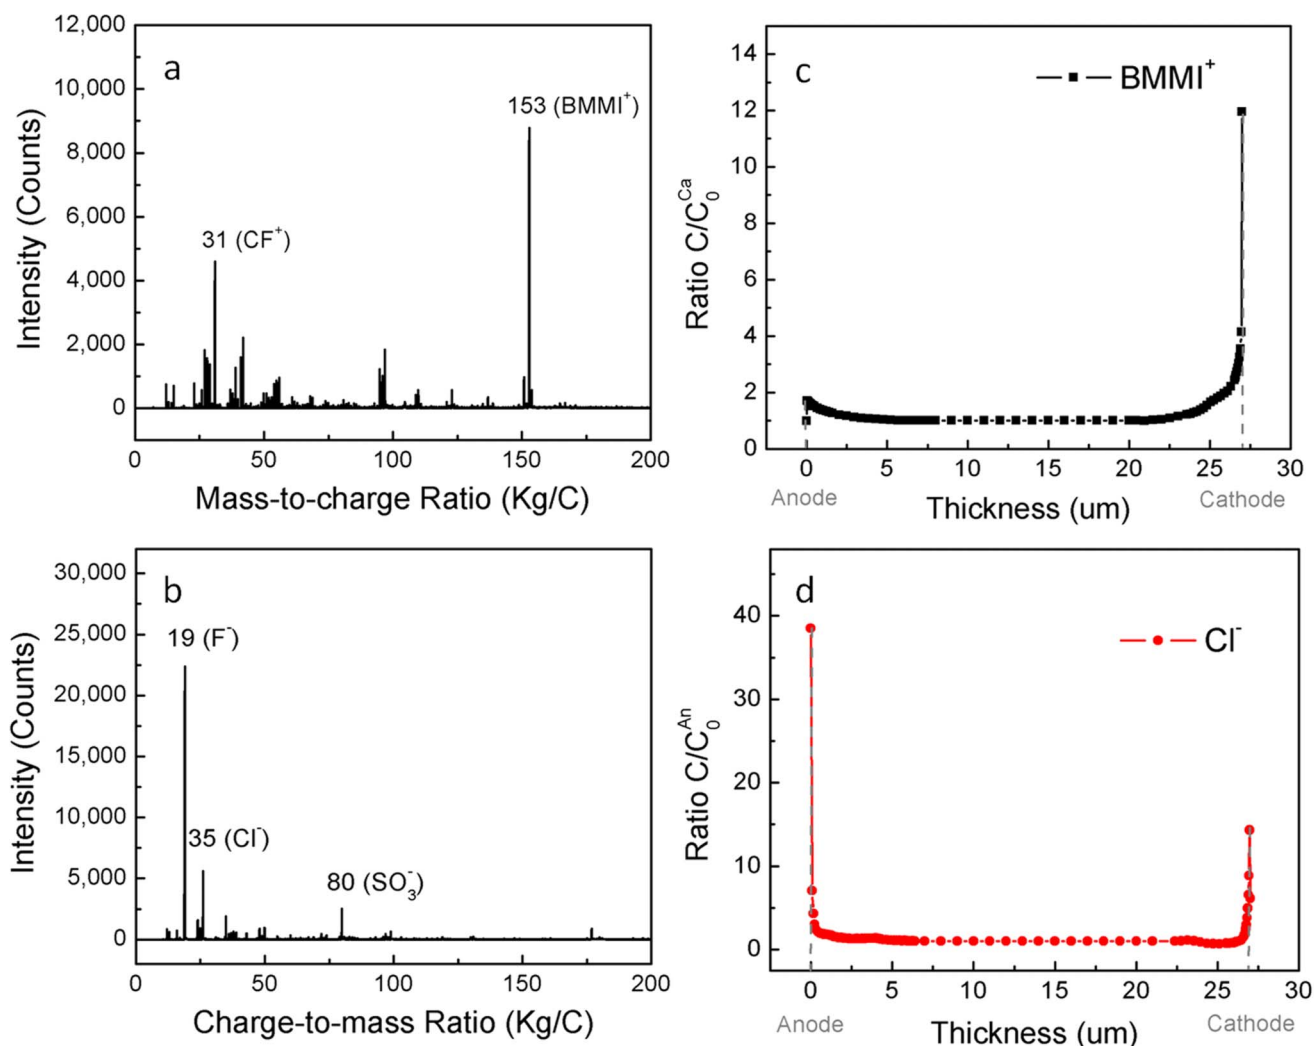 a
12,000
10,000
8,000
6,000
4,000
2,000
0
Intensity (Counts)
31 (CF⁺)
153 (BMMI⁺)
0 50 100 150 200
Mass-to-charge Ratio (Kg/C)
c
BMMI⁺
14
12
10
8
6
4
2
0
Ratio C/C₀ᶜᵃ
0 5 10 15 20 25 30
Anode
Thickness (um)
Cathode
b
30,000
25,000
20,000
15,000
10,000
5,000
0
Intensity (Counts)
19 (F⁻)
35 (Cl⁻)
80 (SO₃⁻)
0 50 100 150 200
Charge-to-mass Ratio (Kg/C)
d
Cl⁻
40
30
20
10
0
Ratio C/C₀ᴬⁿ
0 5 10 15 20 25 30
Anode
Thickness (um)
Cathode